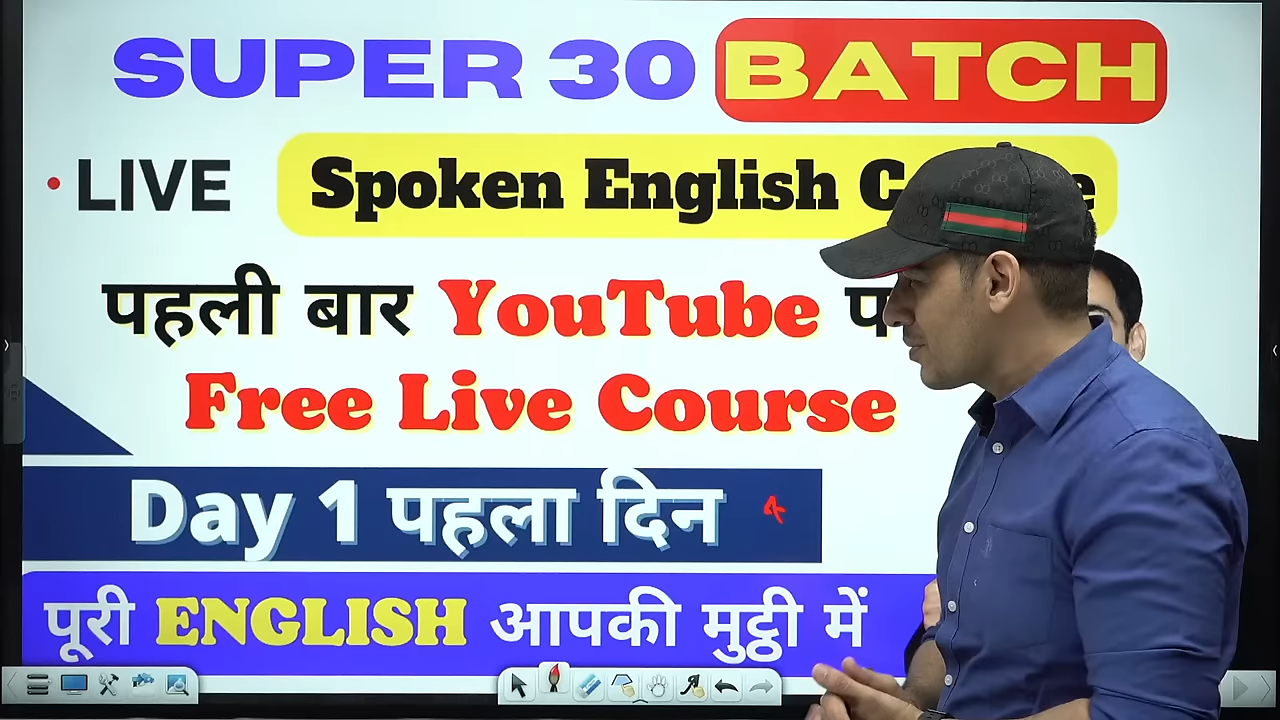 SUPER 30 BATCH
LIVE Spoken English
पहली बार YouTube
Free Live Course
Day 1 पहला दिन
पूरी ENGLISH आपकी मुट्ठी में